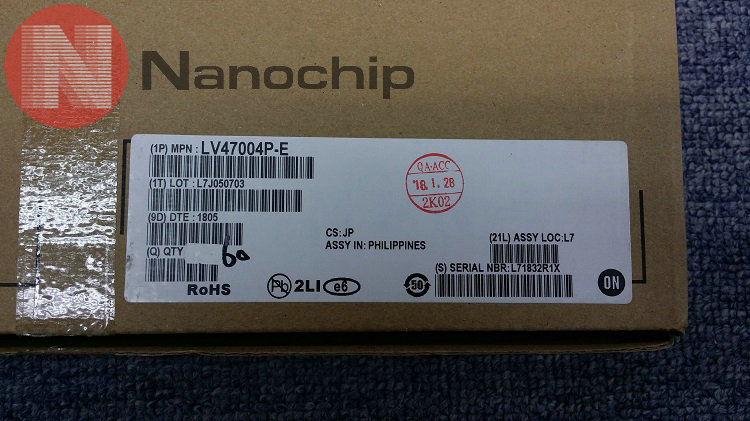 N Nanochip
(1P) MPN : LV47004P-E
(1T) LOT : L7J050703
(9D) DTE : 1805
(Q) QTY 60
CS:JP
ASSY IN: PHILIPPINES
QA·ACC
'18.1.28
2K02
(21L) ASSY LOC:L7
(S) SERIAL NBR:L71832R1X
RoHS
Pb 2LI e6
50
ON